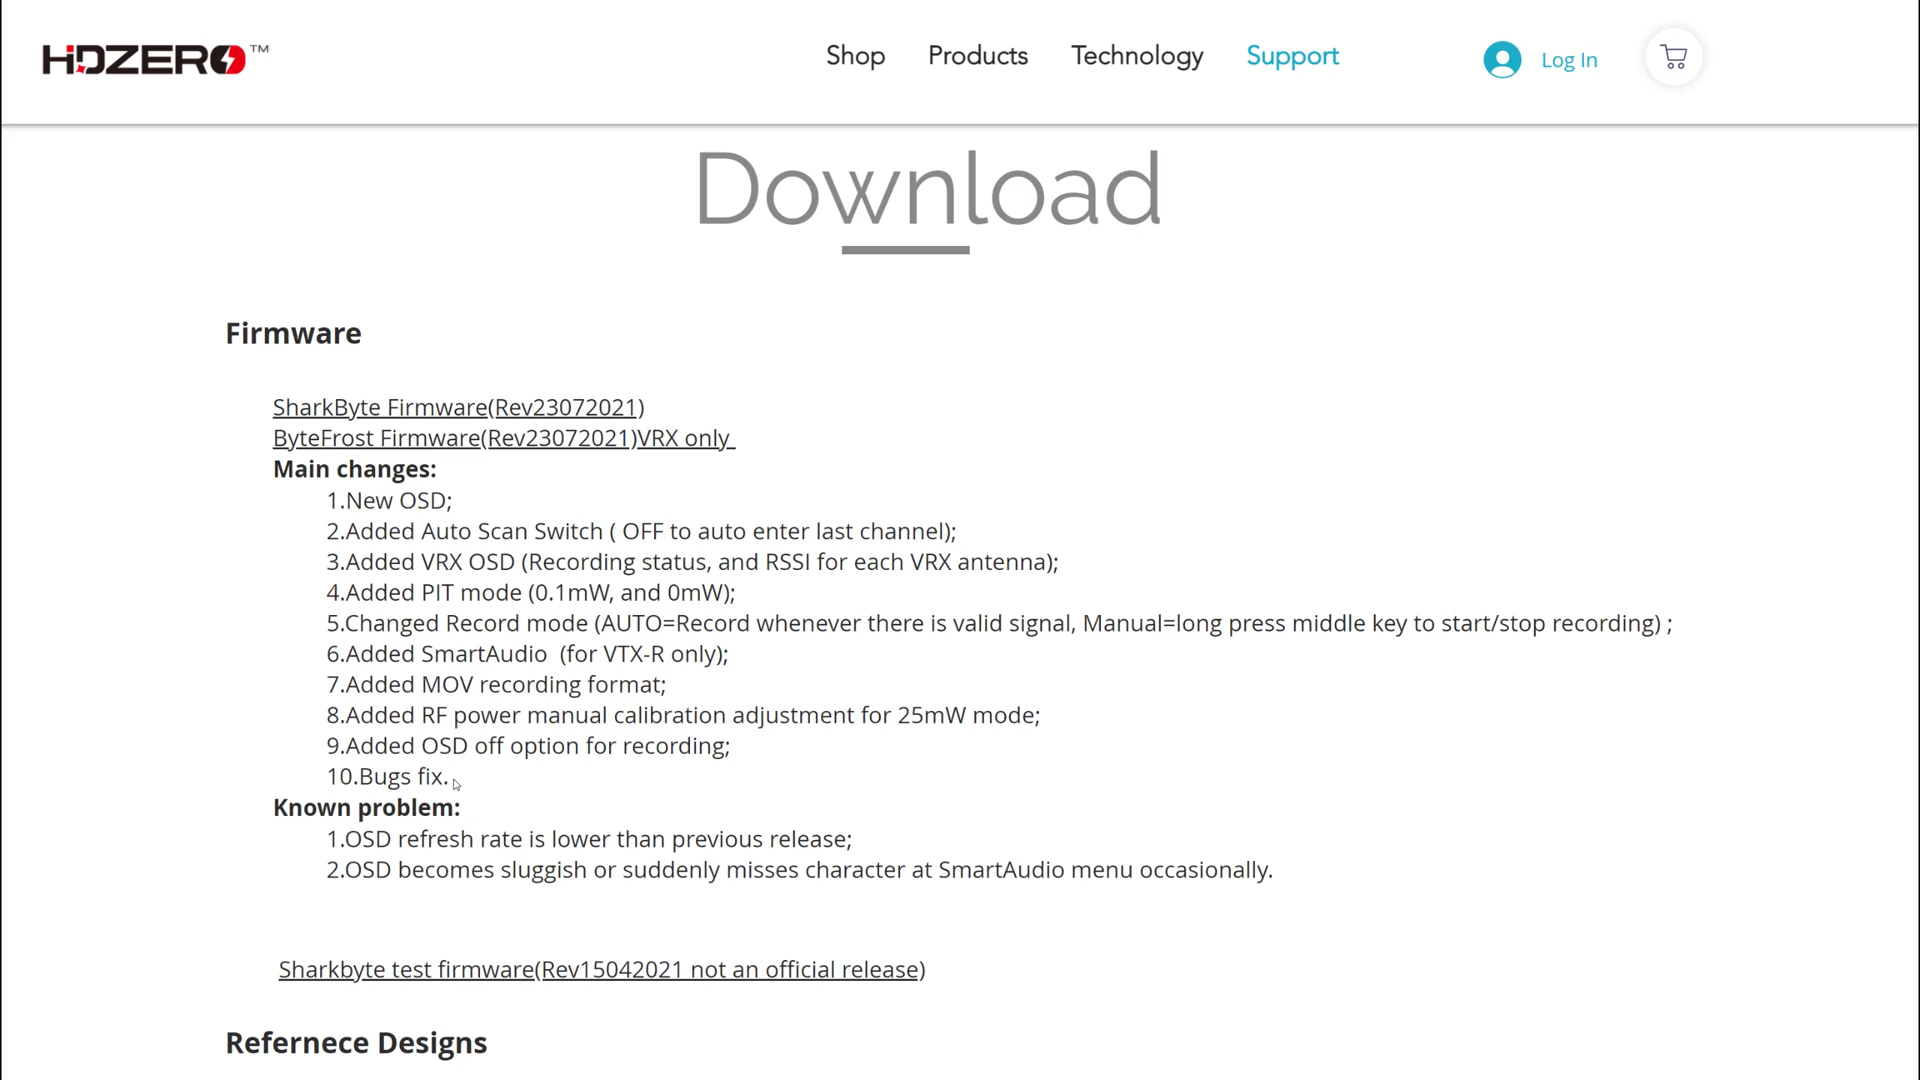 HDZERO™
Shop Products Technology Support Log In
Download
Firmware
SharkByte Firmware(Rev23072021)
ByteFrost Firmware(Rev23072021)VRX only
Main changes:
1.New OSD;
2.Added Auto Scan Switch ( OFF to auto enter last channel);
3.Added VRX OSD (Recording status, and RSSI for each VRX antenna);
4.Added PIT mode (0.1mW, and 0mW);
5.Changed Record mode (AUTO=Record whenever there is valid signal, Manual=long press middle key to start/stop recording) ;
6.Added SmartAudio  (for VTX-R only);
7.Added MOV recording format;
8.Added RF power manual calibration adjustment for 25mW mode;
9.Added OSD off option for recording;
10.Bugs fix.
Known problem:
1.OSD refresh rate is lower than previous release;
2.OSD becomes sluggish or suddenly misses character at SmartAudio menu occasionally.
Sharkbyte test firmware(Rev15042021 not an official release)
Refernece Designs